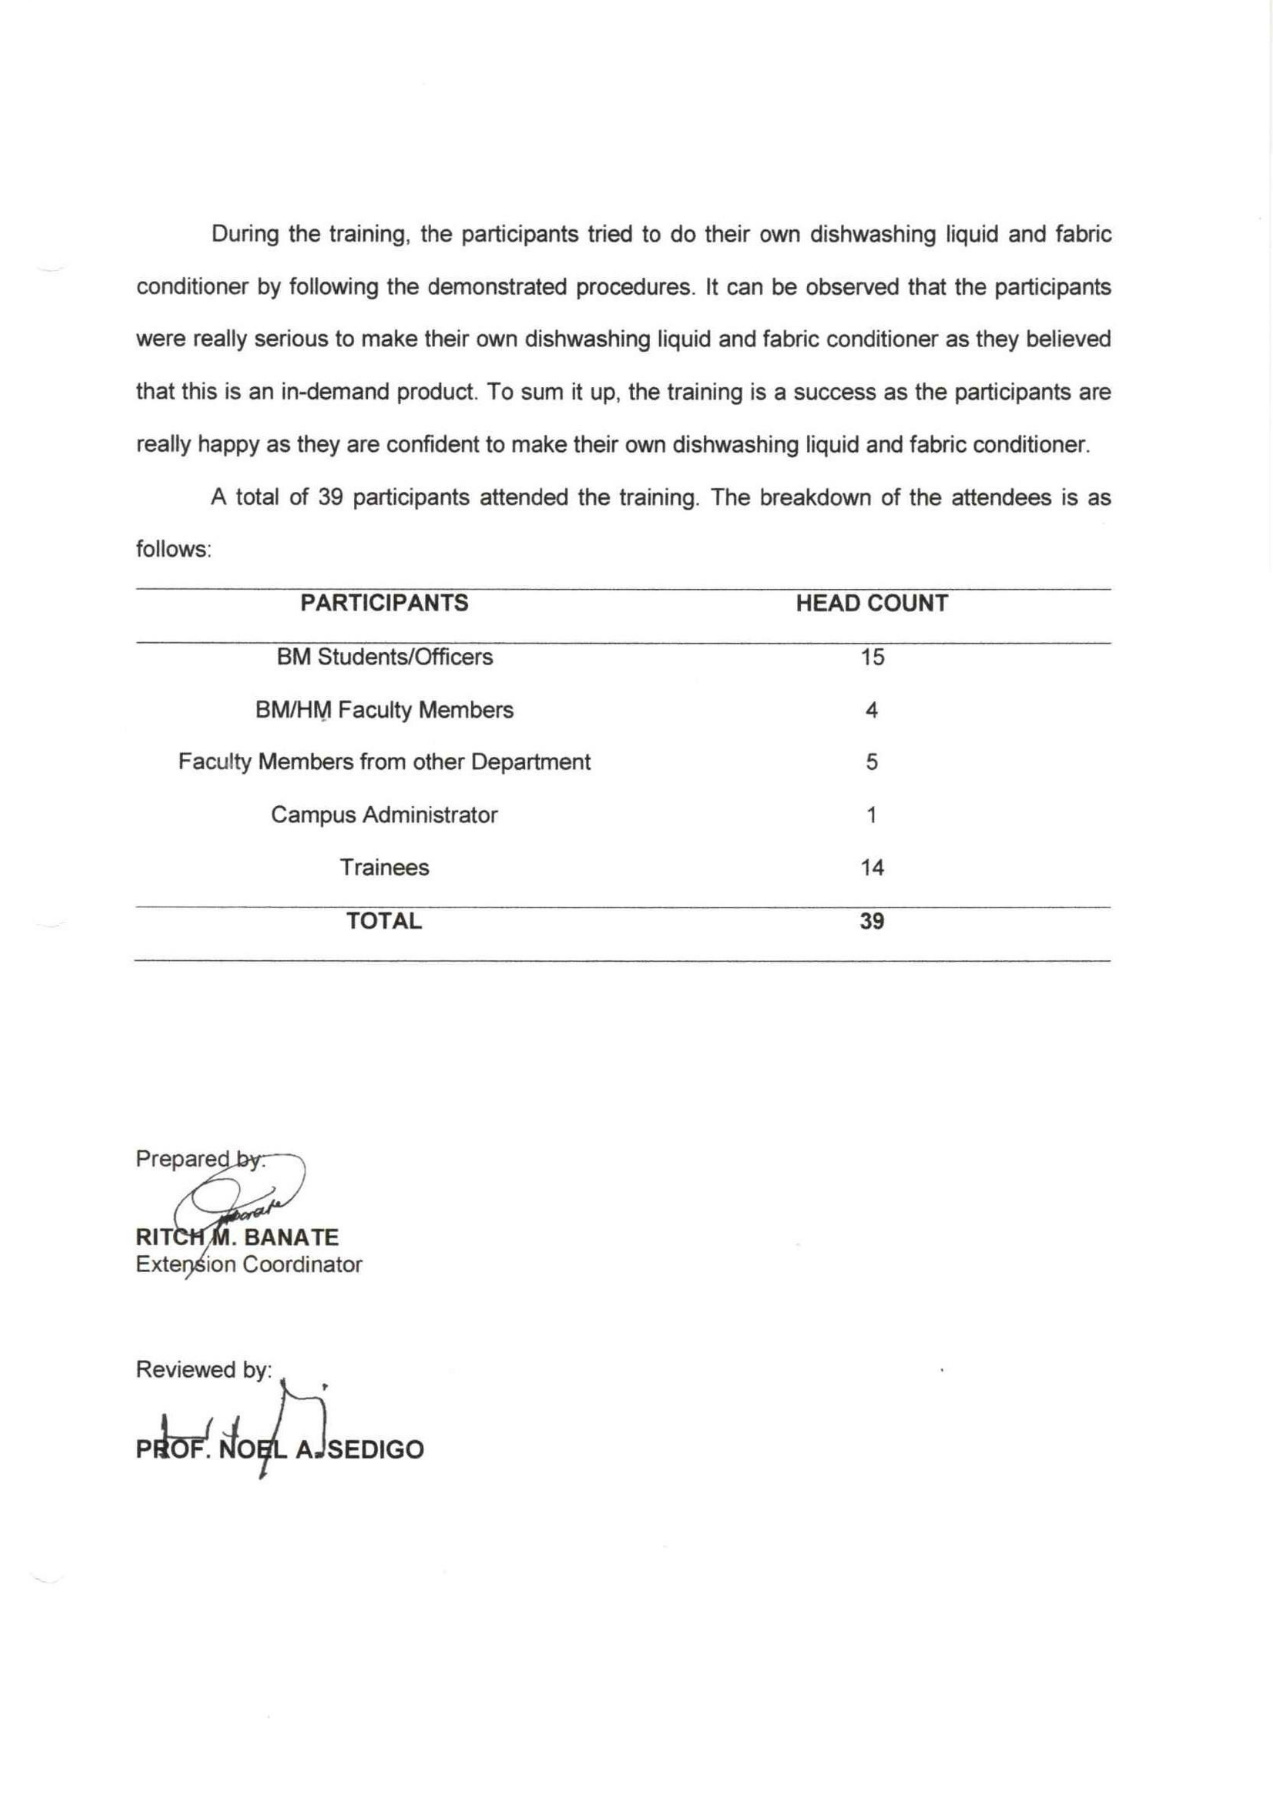 During the training, the participants tried to do their own dishwashing liquid and fabric
conditioner by following the demonstrated procedures. It can be observed that the participants
were really serious to make their own dishwashing liquid and fabric conditioner as they believed
that this is an in-demand product. To sum it up, the training is a success as the participants are
really happy as they are confident to make their own dishwashing liquid and fabric conditioner.
A total of 39 participants attended the training. The breakdown of the attendees is as
follows:
PARTICIPANTS HEAD COUNT
BM Students/Officers 15
BM/HM Faculty Members 4
Faculty Members from other Department 5
Campus Administrator 1
Trainees 14
TOTAL 39
Prepared by:
RITCH M. BANATE
Extension Coordinator
Reviewed by:
PROF. NOEL A. SEDIGO